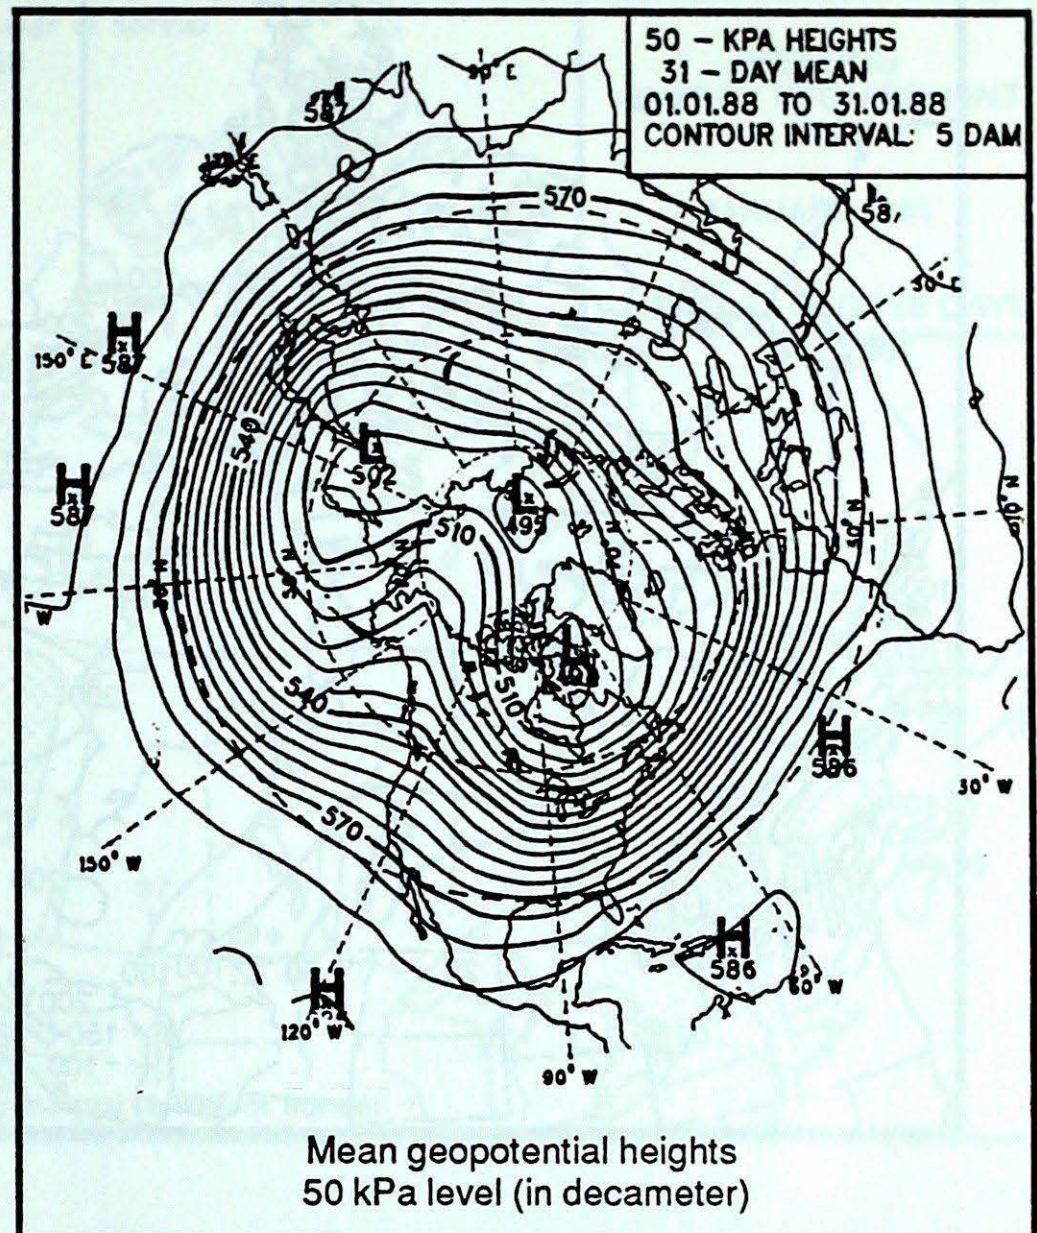 50 - KPA HEIGHTS
31 - DAY MEAN
01.01.88 TO 31.01.88
CONTOUR INTERVAL: 5 DAM
90° E
587
570
58
30° E
H
587
150° E
540
L
502
H
587
L
495
510
510
540
H
586
30° W
570
150° W
H
586
60° W
H
120° W
90° W
Mean geopotential heights
50 kPa level (in decameter)